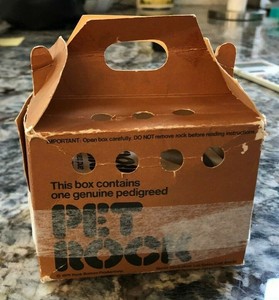 IMPORTANT: Open box carefully. DO NOT remove rock before reading instructions.
This box contains
one genuine pedigreed
PET
ROCK